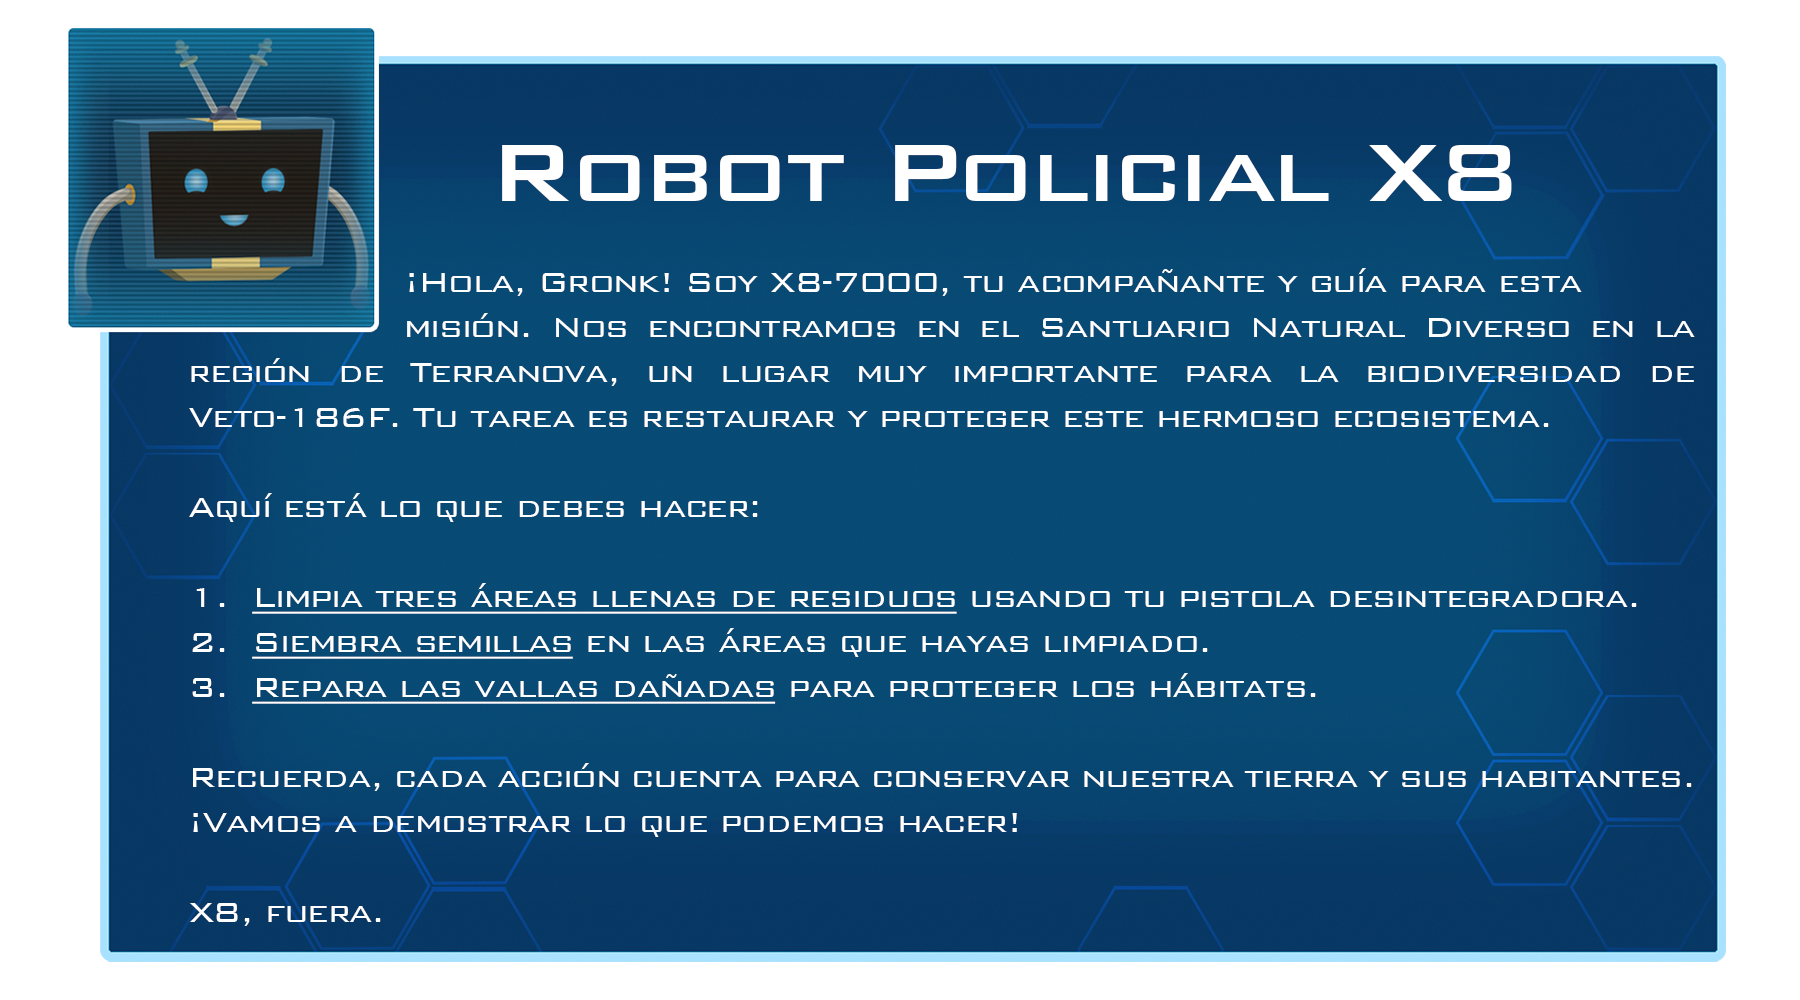 Robot Policial X8
¡Hola, Gronk! Soy X8-7000, tu acompañante y guía para esta
misión. Nos encontramos en el Santuario Natural Diverso en la
región de Terranova, un lugar muy importante para la biodiversidad de
Veto-186F. Tu tarea es restaurar y proteger este hermoso ecosistema.
Aquí está lo que debes hacer:
1. Limpia tres áreas llenas de residuos usando tu pistola desintegradora.
2. Siembra semillas en las áreas que hayas limpiado.
3. Repara las vallas dañadas para proteger los hábitats.
Recuerda, cada acción cuenta para conservar nuestra tierra y sus habitantes.
¡Vamos a demostrar lo que podemos hacer!
X8, fuera.